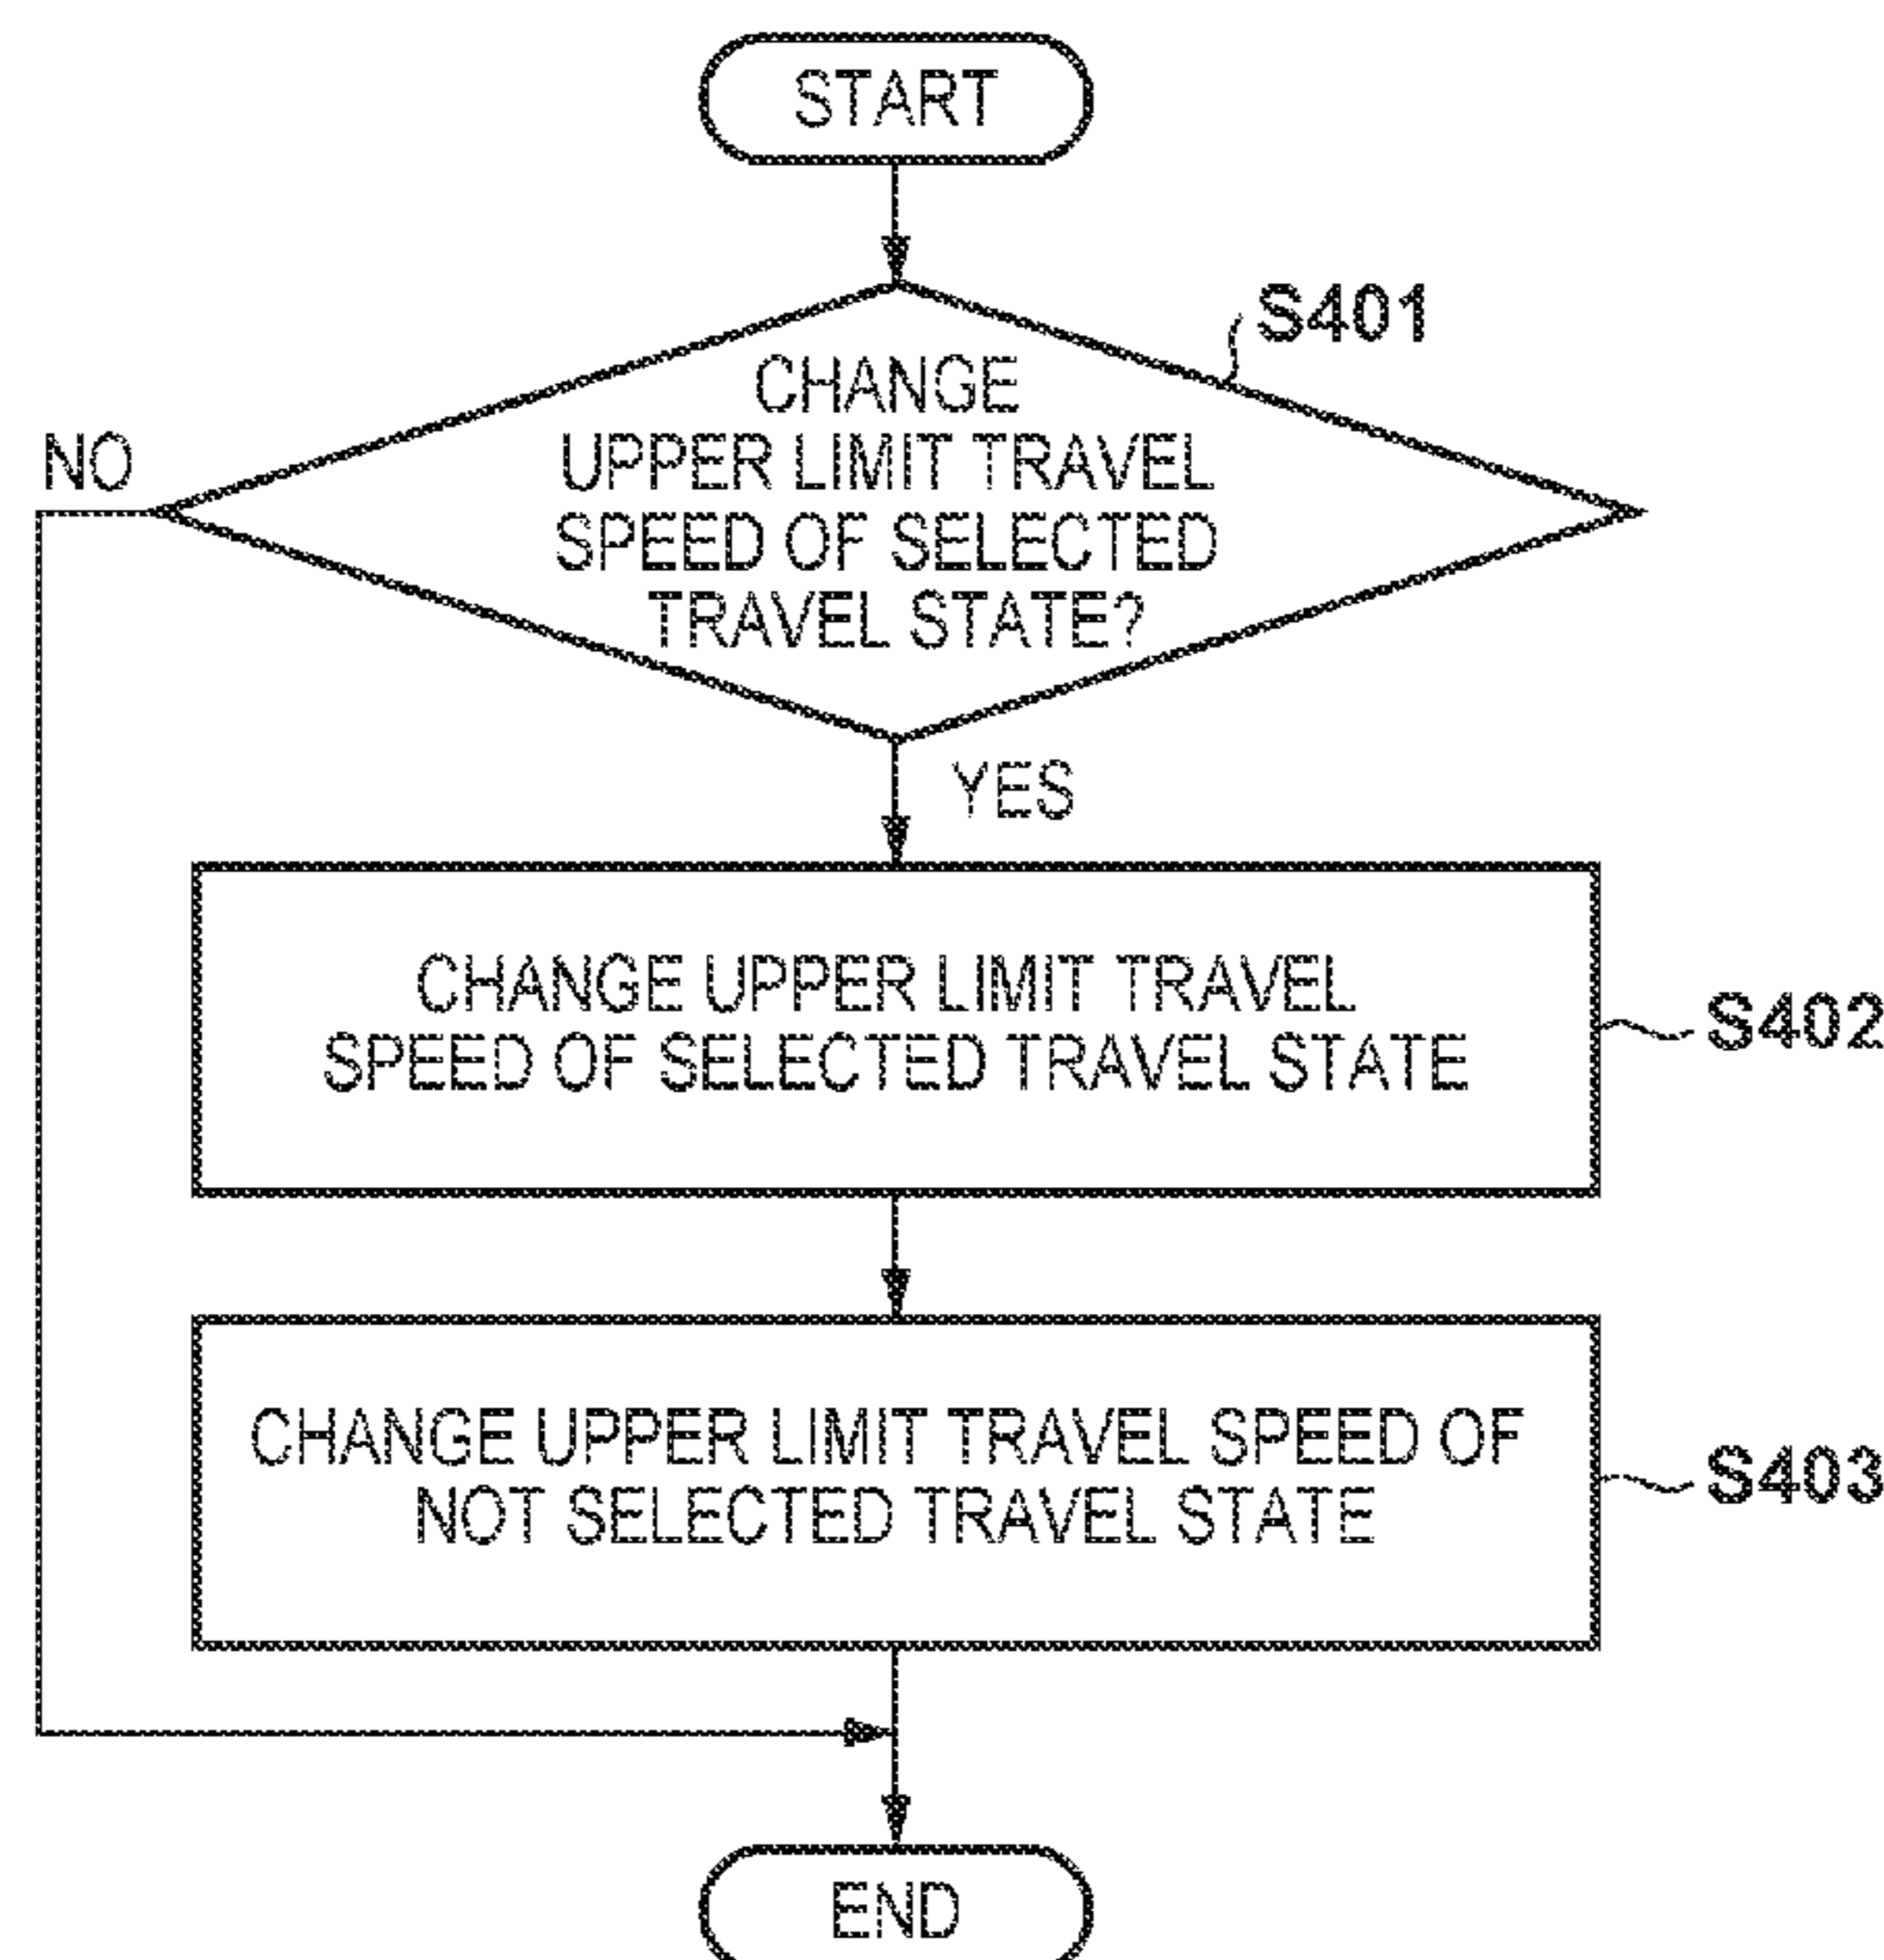 START
S401
CHANGE
UPPER LIMIT TRAVEL
SPEED OF SELECTED
TRAVEL STATE?
NO
YES
CHANGE UPPER LIMIT TRAVEL
SPEED OF SELECTED TRAVEL STATE
S402
CHANGE UPPER LIMIT TRAVEL SPEED OF
NOT SELECTED TRAVEL STATE
S403
END